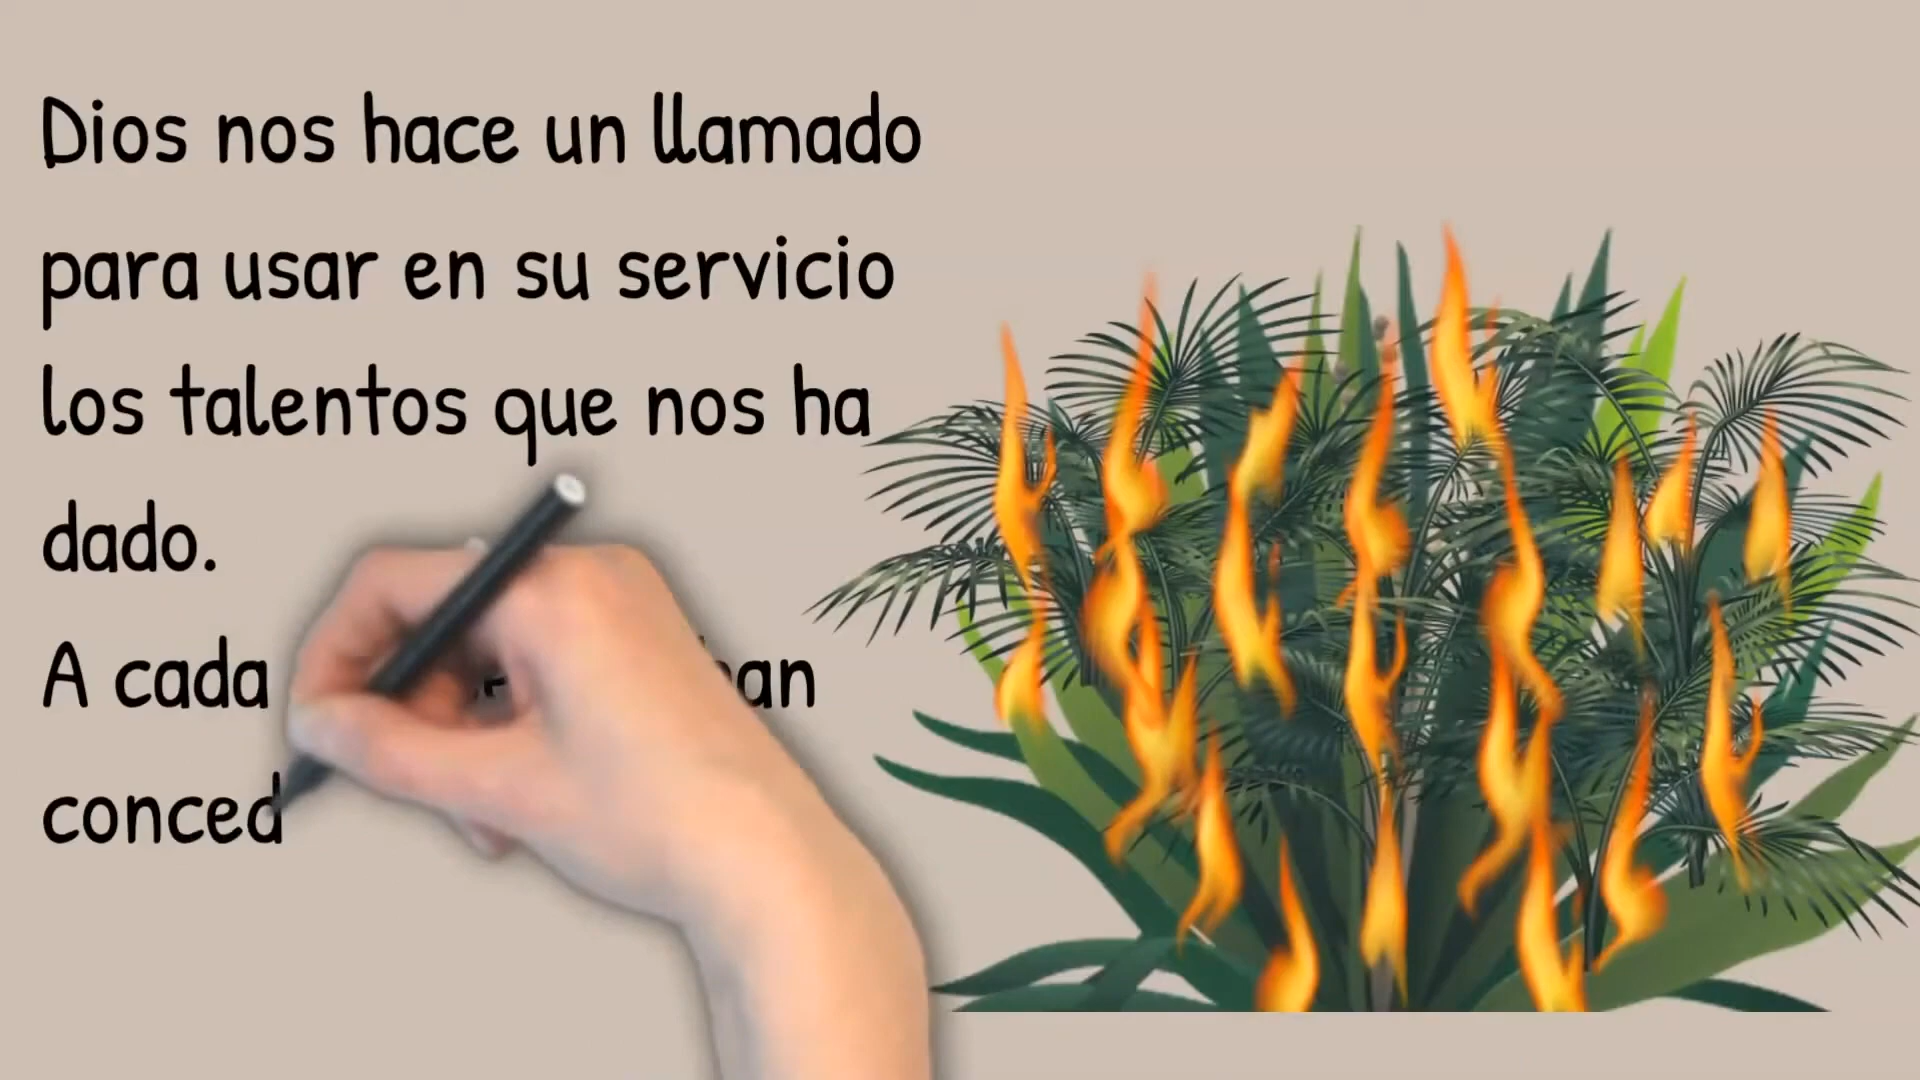 Dios nos hace un llamado
para usar en su servicio
los talentos que nos ha
dado.
A cada
conced